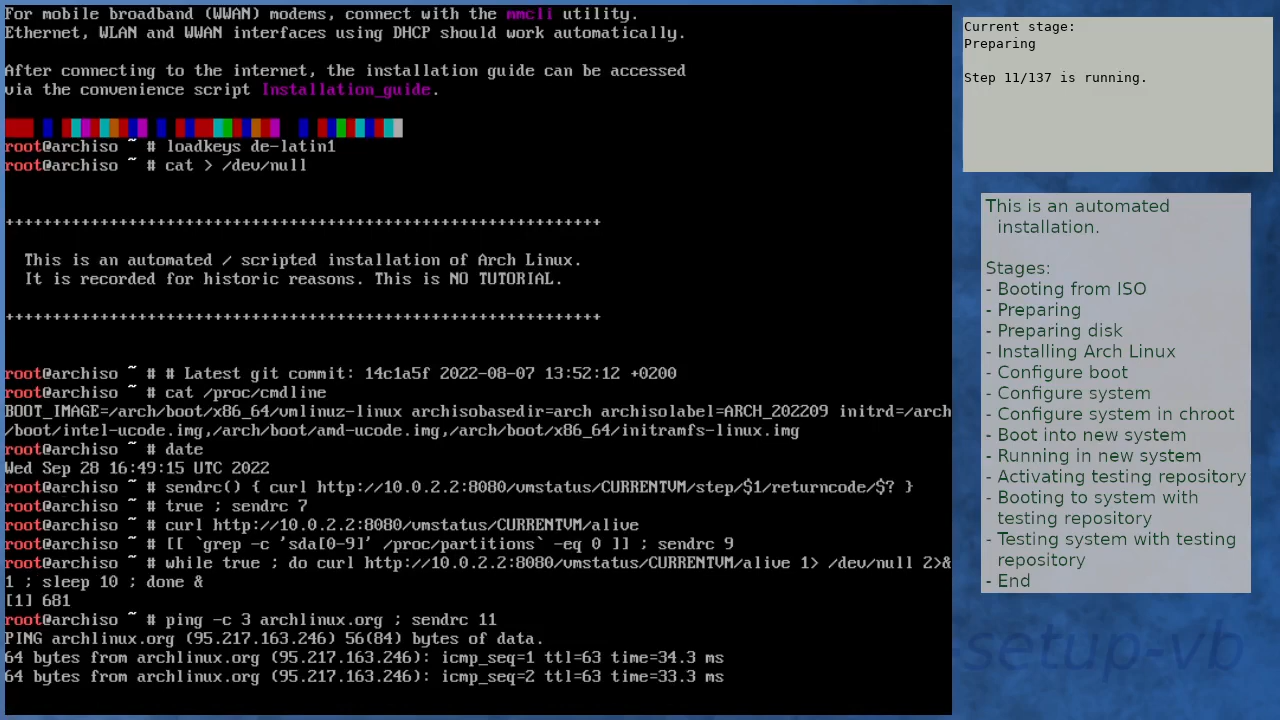 For mobile broadband (WWAN) modems, connect with the mmcli utility.
Ethernet, WLAN and WWAN interfaces using DHCP should work automatically.
After connecting to the internet, the installation guide can be accessed
via the convenience script Installation_guide.
root@archiso ~ # loadkeys de-latin1
root@archiso ~ # cat > /dev/null
+++++++++++++++++++++++++++++++++++++++++++++++++++++++++++++++
This is an automated / scripted installation of Arch Linux.
It is recorded for historic reasons. This is NO TUTORIAL.
+++++++++++++++++++++++++++++++++++++++++++++++++++++++++++++++
root@archiso ~ # # Latest git commit: 14c1a5f 2022-08-07 13:52:12 +0200
root@archiso ~ # cat /proc/cmdline
BOOT_IMAGE=/arch/boot/x86_64/vmlinuz-linux archisobasedir=arch archisolabel=ARCH_202209 initrd=/arch
/boot/intel-ucode.img,/arch/boot/amd-ucode.img,/arch/boot/x86_64/initramfs-linux.img
root@archiso ~ # date
Wed Sep 28 16:49:15 UTC 2022
root@archiso ~ # sendrc() { curl http://10.0.2.2:8080/vmstatus/CURRENTVM/step/$1/returncode/$? }
root@archiso ~ # true ; sendrc 7
root@archiso ~ # curl http://10.0.2.2:8080/vmstatus/CURRENTVM/alive
root@archiso ~ # [[ `grep -c 'sda[0-9]' /proc/partitions` -eq 0 ]] ; sendrc 9
root@archiso ~ # while true ; do curl http://10.0.2.2:8080/vmstatus/CURRENTVM/alive 1> /dev/null 2>&
1 ; sleep 10 ; done &
[1] 681
root@archiso ~ # ping -c 3 archlinux.org ; sendrc 11
PING archlinux.org (95.217.163.246) 56(84) bytes of data.
64 bytes from archlinux.org (95.217.163.246): icmp_seq=1 ttl=63 time=34.3 ms
64 bytes from archlinux.org (95.217.163.246): icmp_seq=2 ttl=63 time=33.3 ms
Current stage:
Preparing
Step 11/137 is running.
This is an automated
installation.
Stages:
- Booting from ISO
- Preparing
- Preparing disk
- Installing Arch Linux
- Configure boot
- Configure system
- Configure system in chroot
- Boot into new system
- Running in new system
- Activating testing repository
- Booting to system with
testing repository
- Testing system with testing
repository
- End
-setup-vb